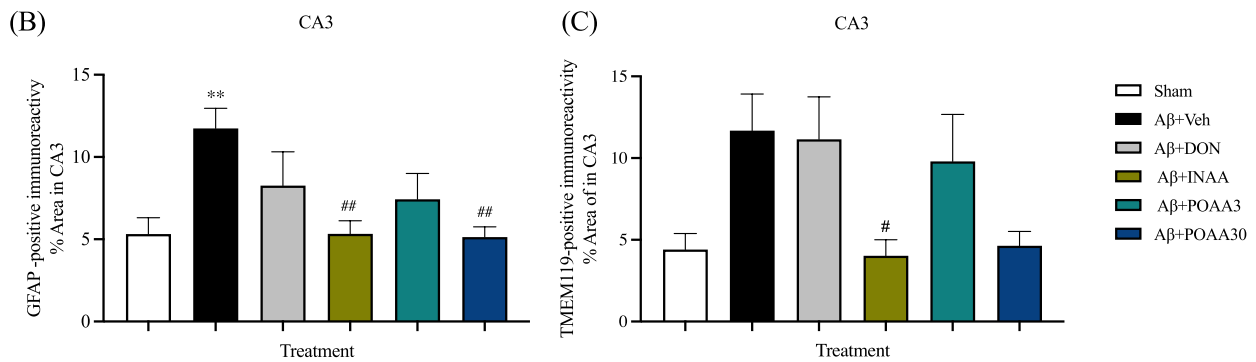 (B)
CA3
GFAP -positive immunoreactivy
% Area in CA3
15
10
5
0
**
##
##
Treatment
(C)
CA3
TMEM119-positive immunoreactivity
% Area of in CA3
15
10
5
0
#
Treatment
Sham
Aβ+Veh
Aβ+DON
Aβ+INAA
Aβ+POAA3
Aβ+POAA30